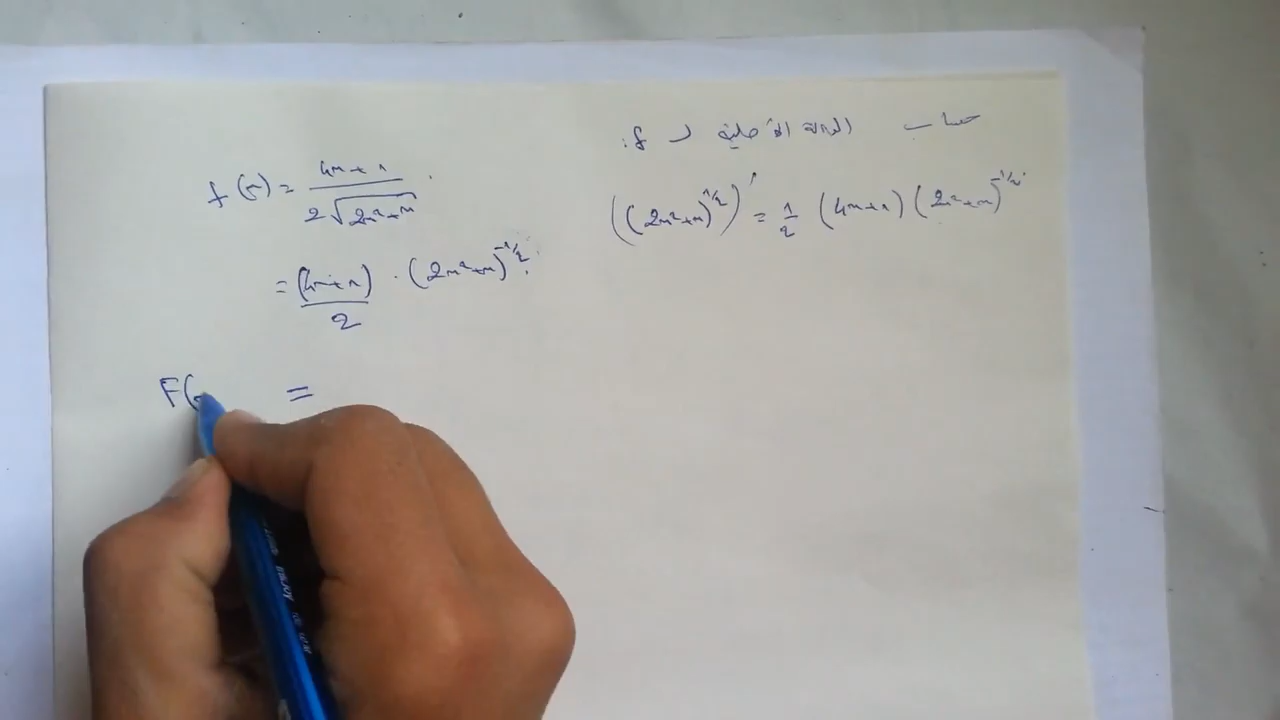 حساب الدالة الأصلية لـ f:
f(x) = (4x+1) / (2√(2x²+x))
((2x²+x)^1/2)' = 1/2 (4x+1) (2x²+x)^-1/2
= (4x+1)/2 · (2x²+x)^-1/2
F( =